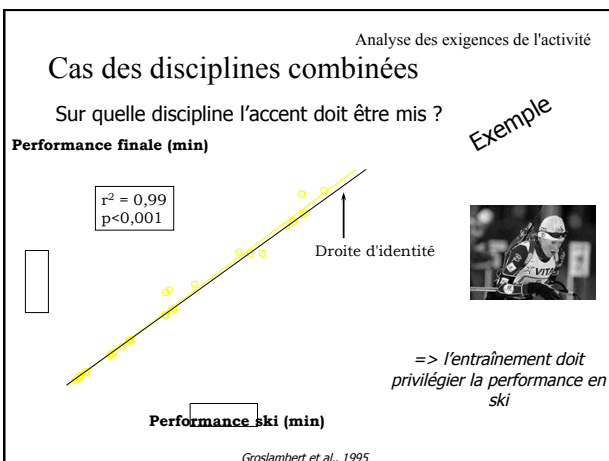 Analyse des exigences de l'activité
Cas des disciplines combinées
Sur quelle discipline l'accent doit être mis ?
Exemple
Performance finale (min)
r² = 0,99
p<0,001
Droite d'identité
VITA
=> l'entraînement doit
privilégier la performance en
ski
Performance ski (min)
Groslambert et al., 1995